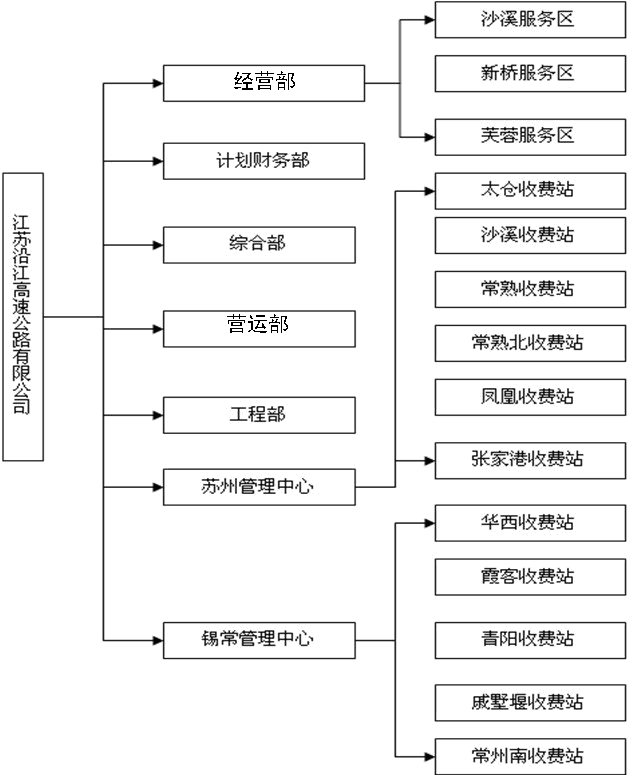 江苏沿江高速公路有限公司
经营部
计划财务部
综合部
营运部
工程部
苏州管理中心
锡常管理中心
沙溪服务区
新桥服务区
芙蓉服务区
太仓收费站
沙溪收费站
常熟收费站
常熟北收费站
凤凰收费站
张家港收费站
华西收费站
霞客收费站
青阳收费站
戚墅堰收费站
常州南收费站